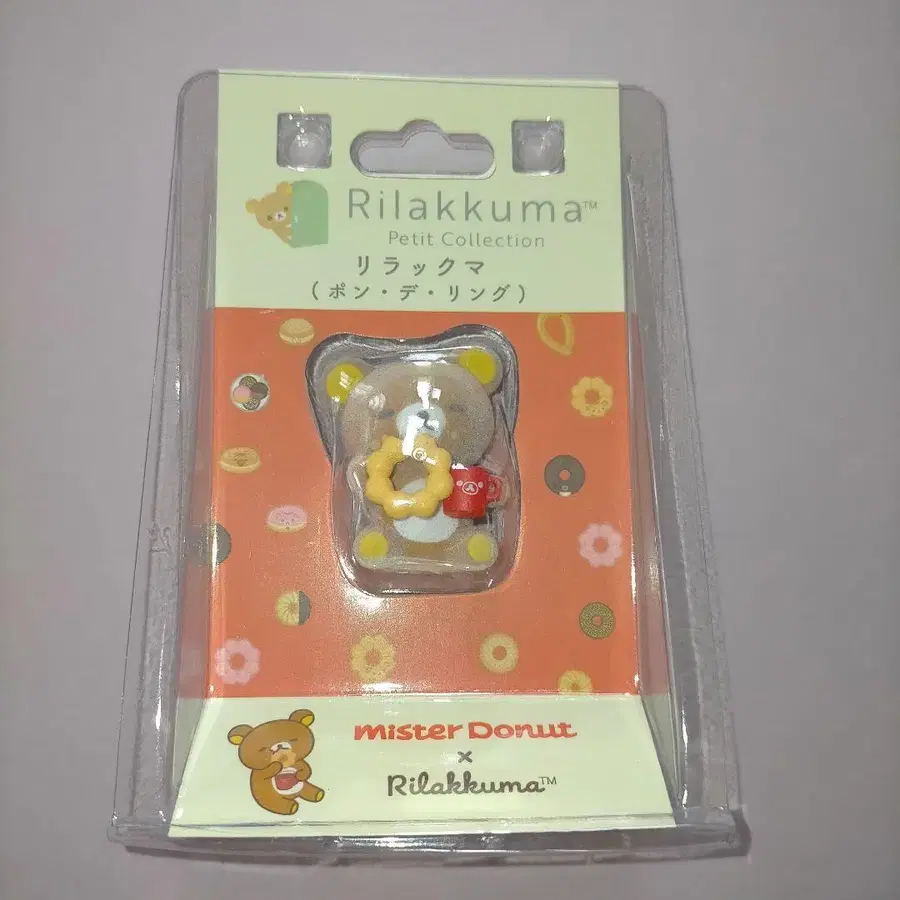 Rilakkuma™
Petit Collection
リラックマ
(ポン・デ・リング)
mister Donut
×
Rilakkuma™